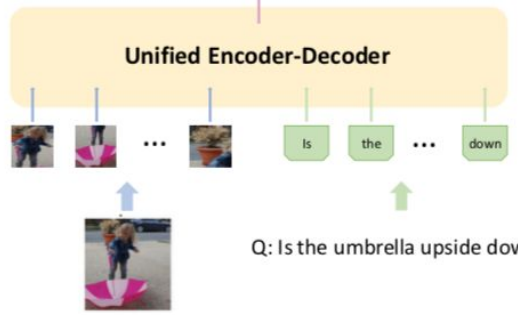 Unified Encoder-Decoder
... Is the ... down
Q: Is the umbrella upside dow